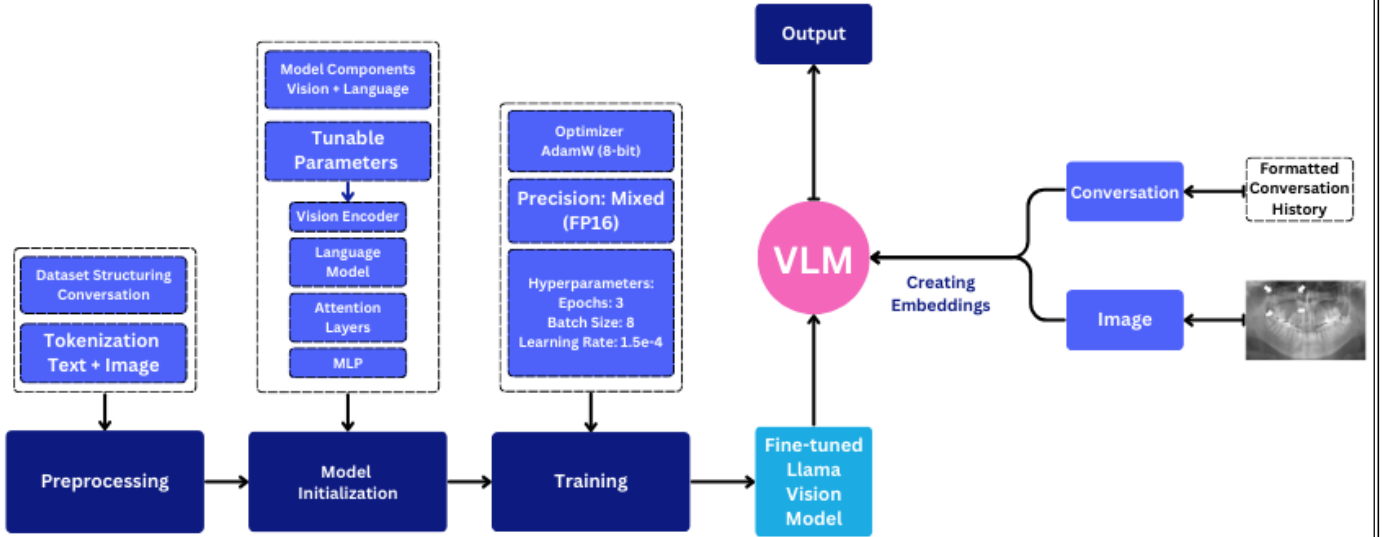 Output
Model Components
Vision + Language
Tunable
Parameters
Vision Encoder
Language
Model
Attention
Layers
MLP
Optimizer
AdamW (8-bit)
Precision: Mixed
(FP16)
Hyperparameters:
Epochs: 3
Batch Size: 8
Learning Rate: 1.5e-4
Dataset Structuring
Conversation
Tokenization
Text + Image
Preprocessing
Model
Initialization
Training
Fine-tuned
Llama
Vision
Model
VLM
Creating
Embeddings
Conversation
Formatted
Conversation
History
Image